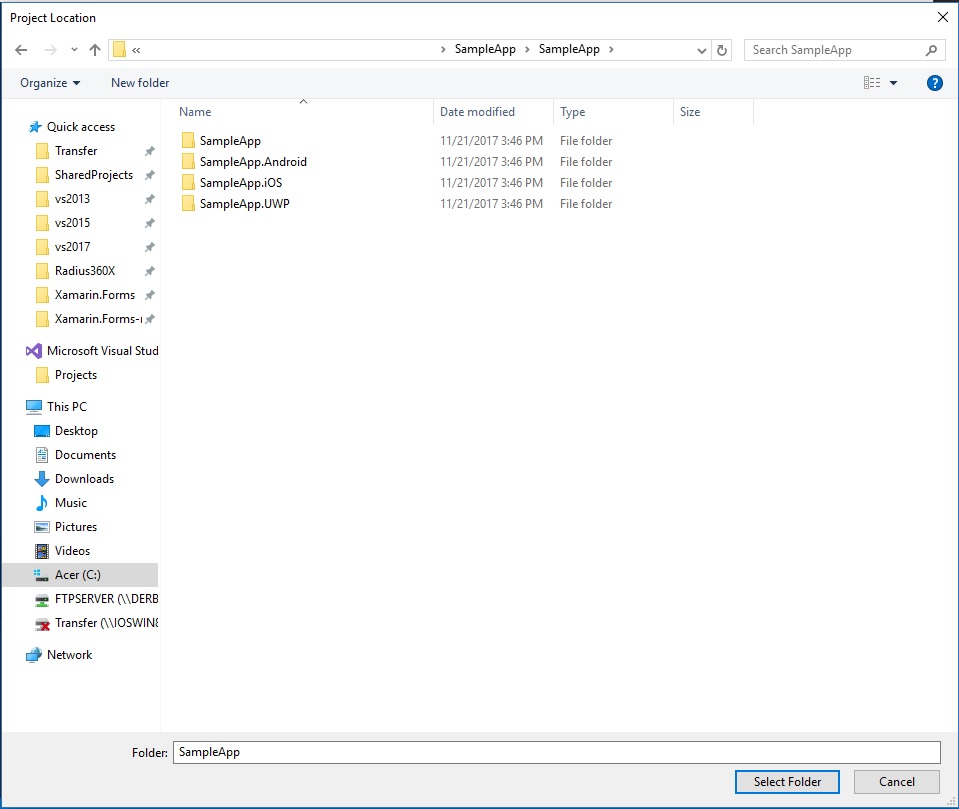 Project Location
« › SampleApp › SampleApp ›
Search SampleApp
Organize
New folder
?
Name
Date modified
Type
Size
Quick access
Transfer
SharedProjects
vs2013
vs2015
vs2017
Radius360X
Xamarin.Forms
Xamarin.Forms-
Microsoft Visual Stud
Projects
This PC
Desktop
Documents
Downloads
Music
Pictures
Videos
Acer (C:)
FTPSERVER (\\DERB
Transfer (\\IOSWIN8
Network
SampleApp 11/21/2017 3:46 PM File folder
SampleApp.Android 11/21/2017 3:46 PM File folder
SampleApp.iOS 11/21/2017 3:46 PM File folder
SampleApp.UWP 11/21/2017 3:46 PM File folder
Folder: SampleApp
Select Folder
Cancel